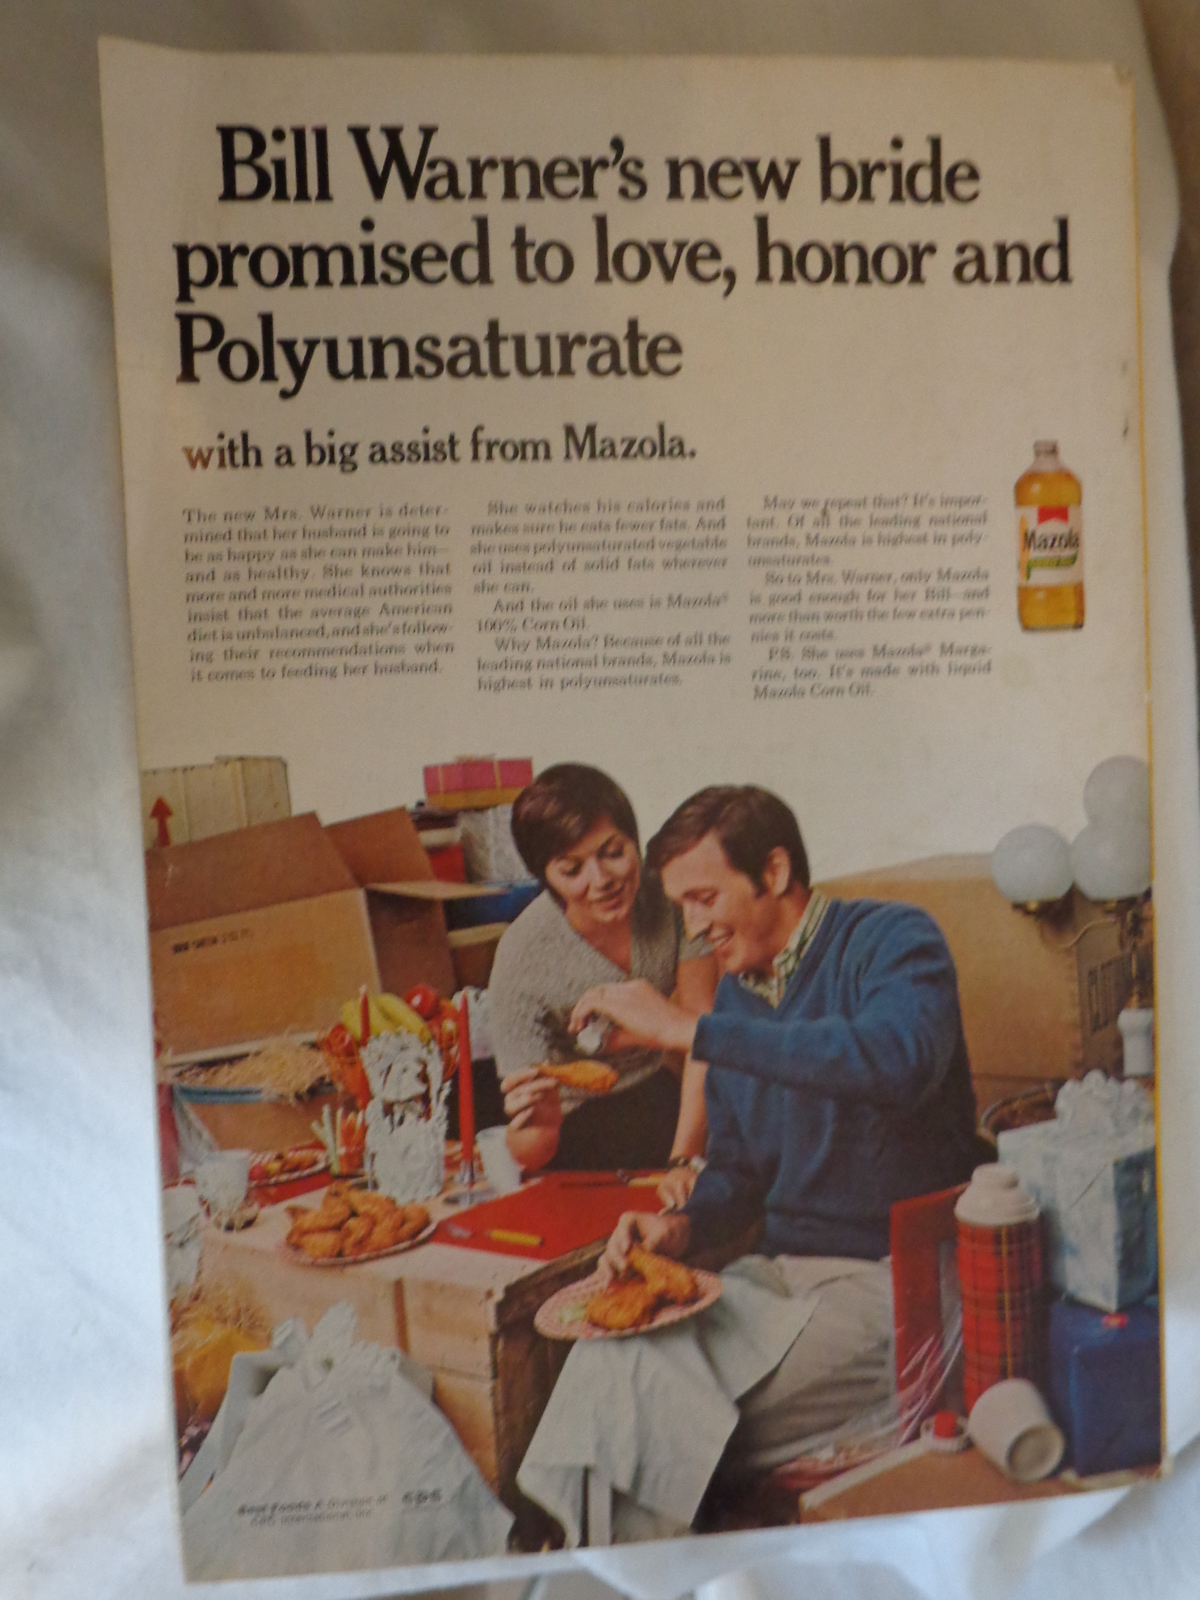 Bill Warner's new bride
promised to love, honor and
Polyunsaturate
with a big assist from Mazola.
The new Mrs. Warner is deter-
mined that her husband is going to
be as happy as she can make him—
and as healthy. She knows that
more and more medical authorities
insist that the average American
diet is unbalanced, and she's follow-
ing their recommendations when
it comes to feeding her husband.
She watches his calories and
makes sure he eats fewer fats. And
she uses polyunsaturated vegetable
oil instead of solid fats wherever
she can.
And the oil she uses is Mazola®
100% Corn Oil.
Why Mazola? Because of all the
leading national brands, Mazola is
highest in polyunsaturates.
May we repeat that? It's impor-
tant. Of all the leading national
brands, Mazola is highest in poly-
unsaturates.
So to Mrs. Warner, only Mazola
is good enough for her Bill—and
more than worth the few extra pen-
nies it costs.
P.S. She uses Mazola® Marga-
rine, too. It's made with liquid
Mazola Corn Oil.
Mazola
Best Foods A Division of
CPC International Inc.
CPC